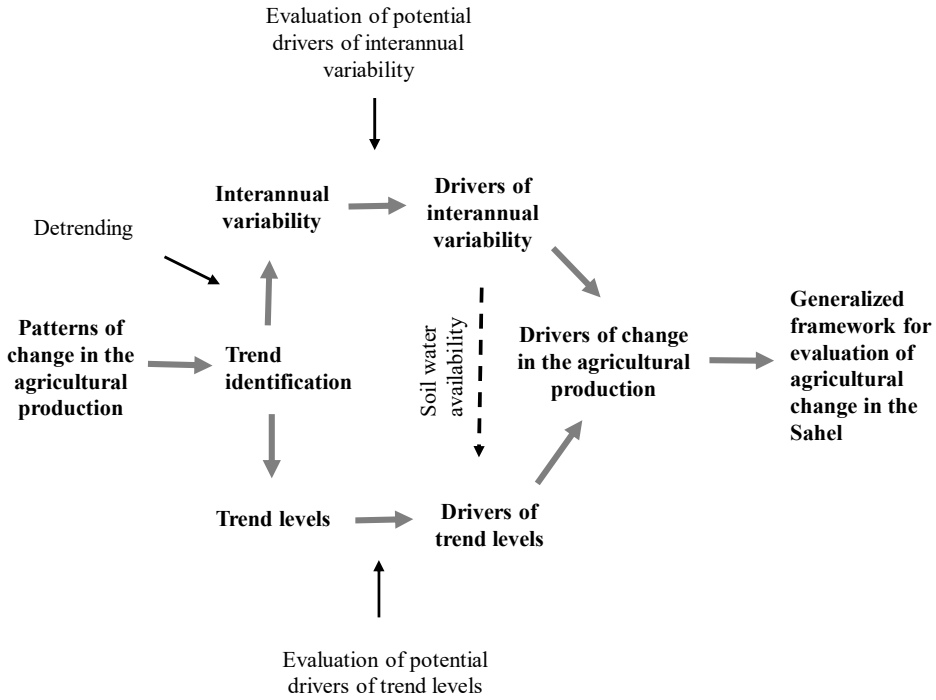 Evaluation of potential
drivers of interannual
variability
Interannual
variability
Drivers of
interannual
variability
Detrending
Patterns of
change in the
agricultural
production
Trend
identification
Soil water
availability
Drivers of change
in the agricultural
production
Generalized
framework for
evaluation of
agricultural
change in the
Sahel
Trend levels
Drivers of
trend levels
Evaluation of potential
drivers of trend levels